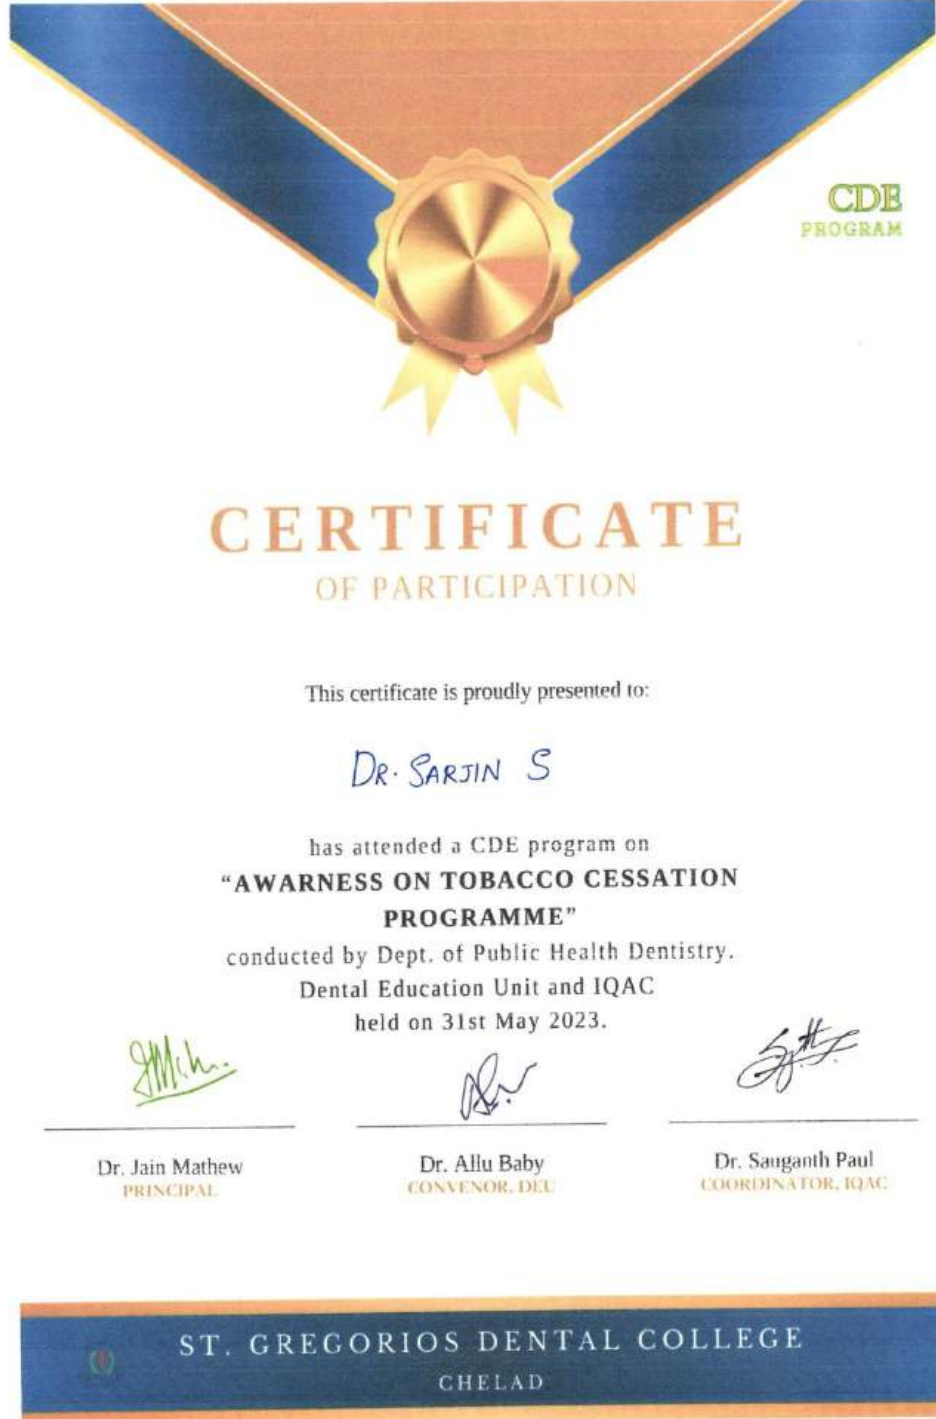 CDE
PROGRAM
CERTIFICATE
OF PARTICIPATION
This certificate is proudly presented to:
DR. SARJIN S
has attended a CDE program on
“AWARNESS ON TOBACCO CESSATION
PROGRAMME”
conducted by Dept. of Public Health Dentistry.
Dental Education Unit and IQAC
held on 31st May 2023.
Dr. Jain Mathew
PRINCIPAL
Dr. Allu Baby
CONVENOR, DEU
Dr. Sauganth Paul
COORDINATOR, IQAC
ST. GREGORIOS DENTAL COLLEGE
CHELAD